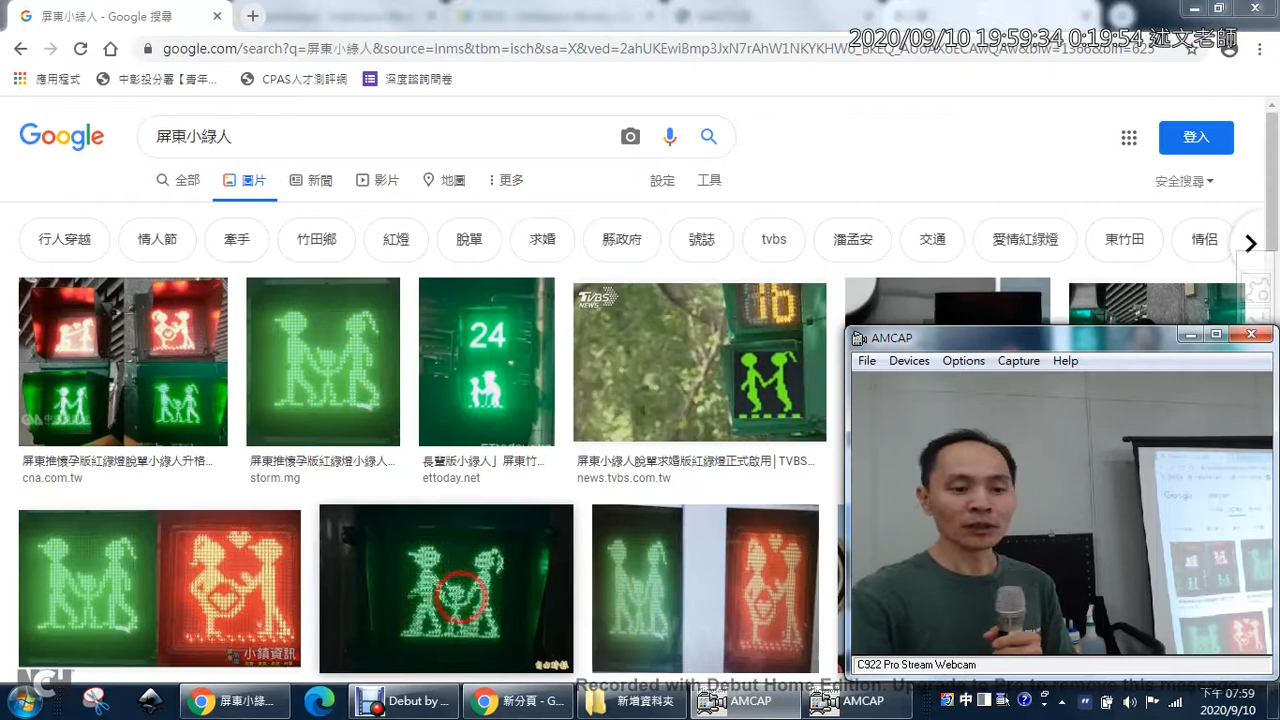 屏東小綠人 - Google 搜尋
google.com/search?q=屏東小綠人&source=lnms&tbm=isch&sa=X&ved=
2020/09/10 19:59:34 0:19:54 述文老師
應用程式
中彰投分署【青年...
CPAS人才測評網
深度諮詢問卷
Google
屏東小綠人
登入
全部
圖片
新聞
影片
地圖
更多
設定
工具
安全搜尋
行人穿越
情人節
牽手
竹田鄉
紅燈
脫單
求婚
縣政府
號誌
tvbs
潘孟安
交通
愛情紅綠燈
東竹田
情侶
24
TVBS NEWS
16
屏東推懷孕版紅綠燈脫單小綠人升格...
cna.com.tw
屏東推懷孕版紅綠燈小綠人...
storm.mg
長輩版小綠人」 屏東竹...
ettoday.net
屏東小綠人脫單求婚版紅綠燈正式啟用│TVBS...
news.tvbs.com.tw
AMCAP
File Devices Options Capture Help
小鎮資訊
自由時報
C922 Pro Stream Webcam
NCH
Recorded with Debut Home Edition. Upgrade to Pro to remove this message
屏東小綠...
Debut by ...
新分頁 - G...
新增資料夾
AMCAP
AMCAP
中
下午 07:59
2020/9/10